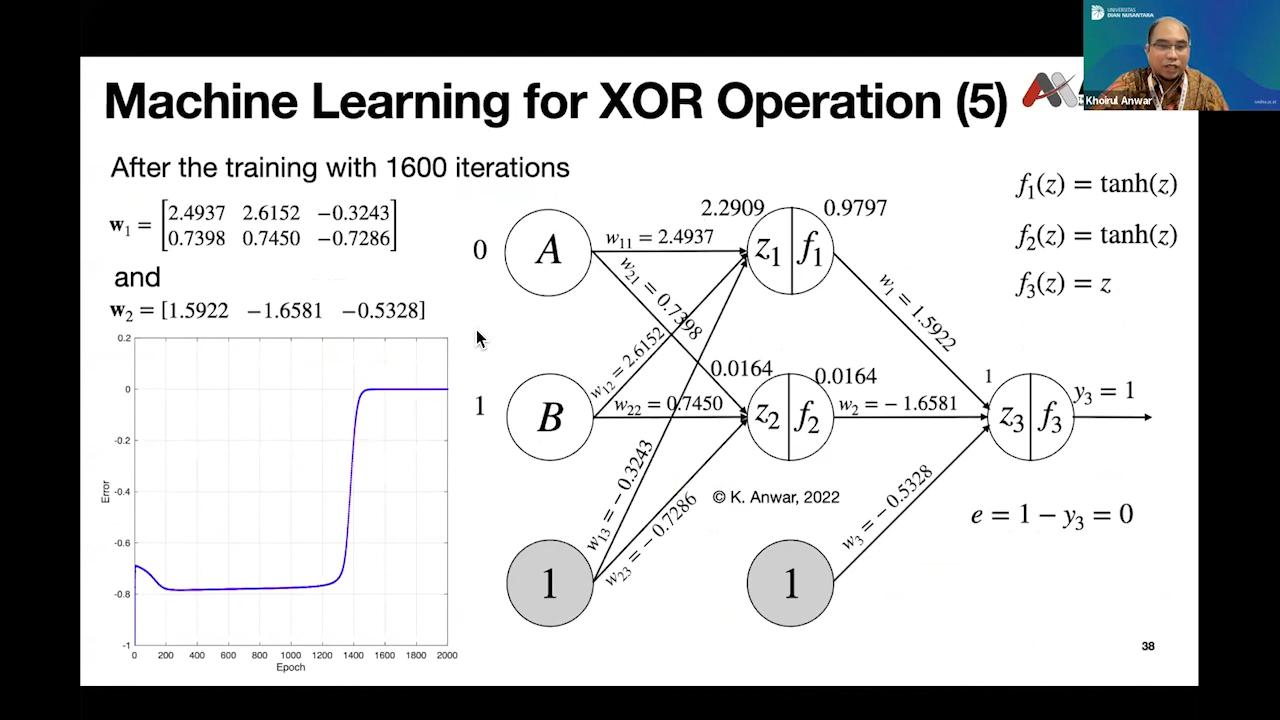 UNIVERSITAS
DIAN NUSANTARA
Khoirul Anwar
Machine Learning for XOR Operation (5)
After the training with 1600 iterations
w₁ = [2.4937 2.6152 −0.3243
0.7398 0.7450 −0.7286]
and
w₂ = [1.5922 −1.6581 −0.5328]
0.2
0
-0.2
-0.4
-0.6
-0.8
-1
Error
0 200 400 600 800 1000 1200 1400 1600 1800 2000
Epoch
0
A
1
B
1
w₁₁ = 2.4937
w₂₁ = 0.7398
w₁₂ = 2.6152
w₂₂ = 0.7450
w₁₃ = −0.3243
w₂₃ = −0.7286
2.2909
0.9797
z₁ f₁
0.0164
0.0164
z₂ f₂
1
w₁ = 1.5922
w₂ = −1.6581
w₃ = −0.5328
1
z₃ f₃
y₃ = 1
f₁(z) = tanh(z)
f₂(z) = tanh(z)
f₃(z) = z
© K. Anwar, 2022
e = 1 − y₃ = 0
38